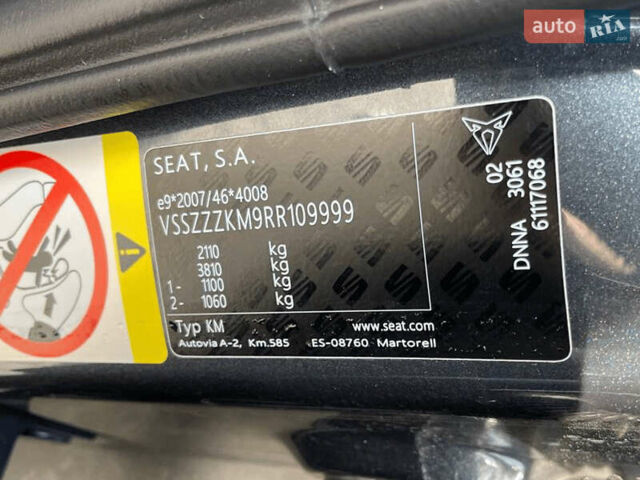 auto RIA.com
SEAT, S.A.
e9*2007/46*4008
VSSZZZKM9RR109999
2110 kg
3810 kg
1- 1100 kg
2- 1060 kg
Typ KM www.seat.com
Autovia A-2, Km.585 ES-08760 Martorell
02
DNNA 3061
61117068